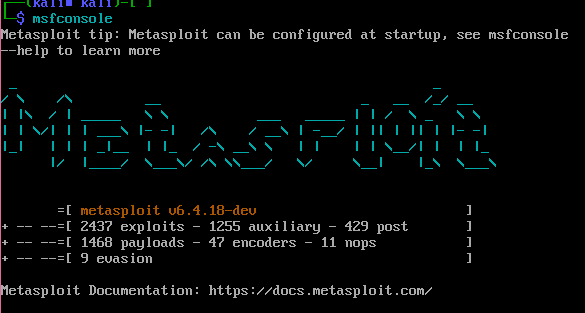 (kali㉿kali)-[~]
$ msfconsole
Metasploit tip: Metasploit can be configured at startup, see msfconsole
--help to learn more
METASPLOIT
=[ metasploit v6.4.18-dev ]
+ -- --=[ 2437 exploits - 1255 auxiliary - 429 post ]
+ -- --=[ 1468 payloads - 47 encoders - 11 nops ]
+ -- --=[ 9 evasion ]
Metasploit Documentation: https://docs.metasploit.com/